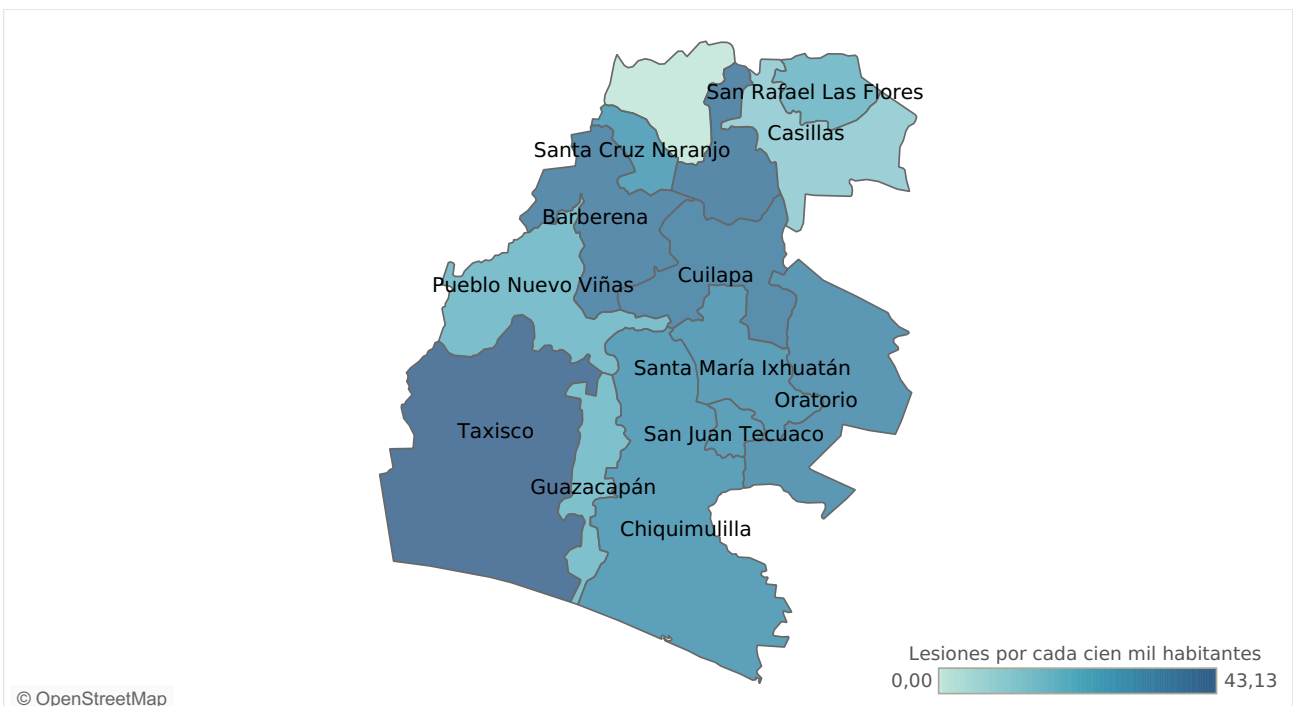 San Rafael Las Flores
Casillas
Santa Cruz Naranjo
Barberena
Cuilapa
Pueblo Nuevo Viñas
Santa María Ixhuatán
Oratorio
Taxisco
San Juan Tecuaco
Guazacapán
Chiquimulilla
Lesiones por cada cien mil habitantes
0,00 43,13
© OpenStreetMap